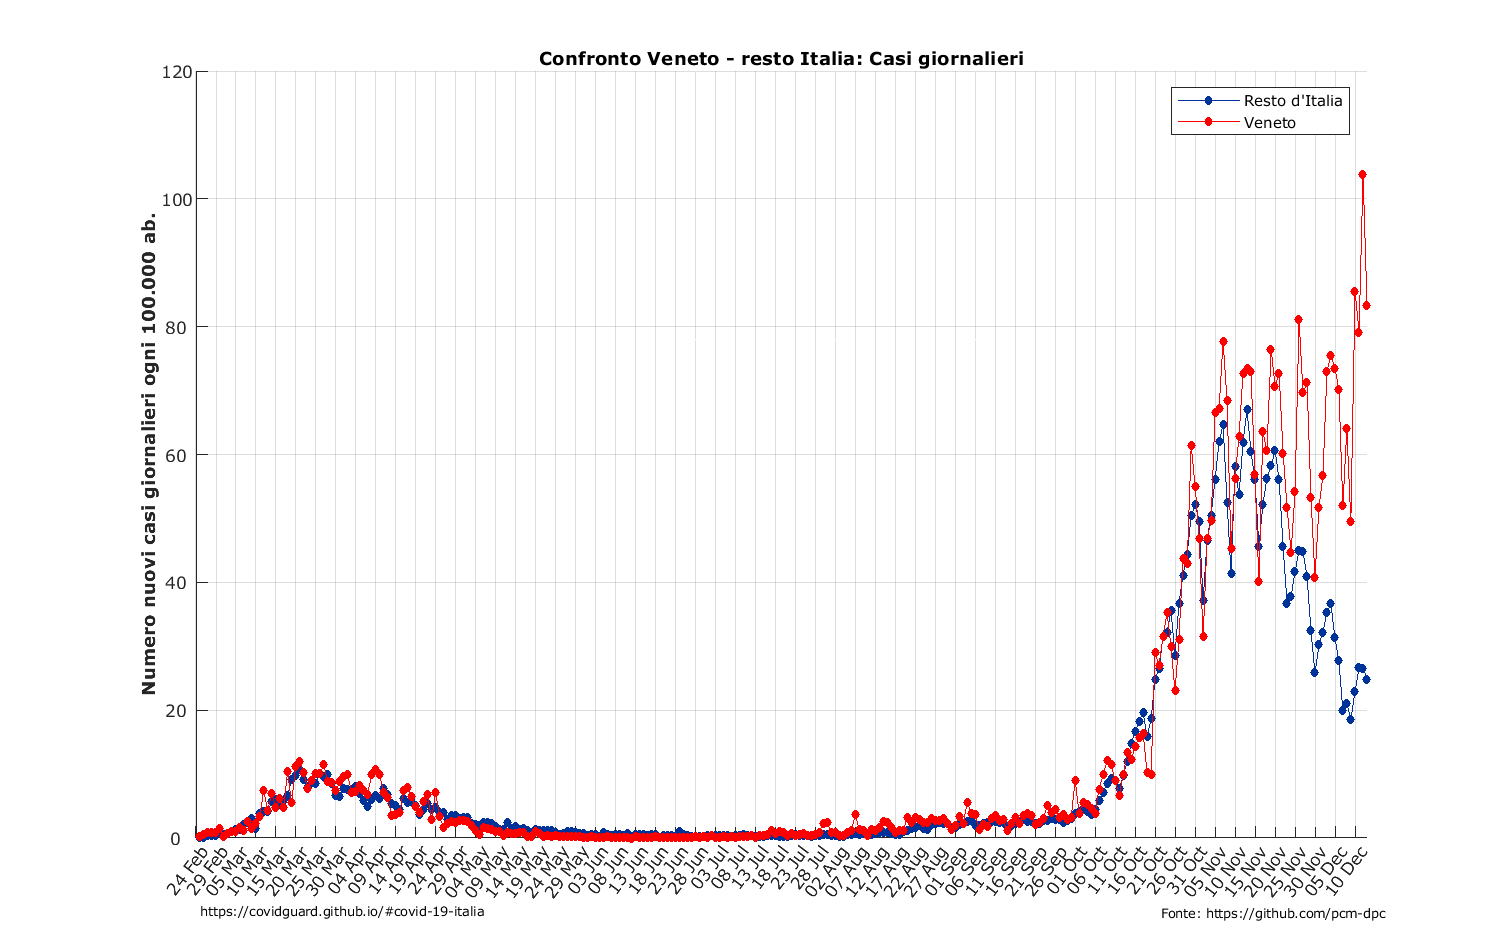 Confronto Veneto - resto Italia: Casi giornalieri
120
100
80
60
40
20
0
Numero nuovi casi giornalieri ogni 100.000 ab.
Resto d'Italia
Veneto
24 Feb
29 Feb
05 Mar
10 Mar
15 Mar
20 Mar
25 Mar
30 Mar
04 Apr
09 Apr
14 Apr
19 Apr
24 Apr
29 Apr
04 May
09 May
14 May
19 May
24 May
29 May
03 Jun
08 Jun
13 Jun
18 Jun
23 Jun
28 Jun
03 Jul
08 Jul
13 Jul
18 Jul
23 Jul
28 Jul
02 Aug
07 Aug
12 Aug
17 Aug
22 Aug
27 Aug
01 Sep
06 Sep
11 Sep
16 Sep
21 Sep
26 Sep
01 Oct
06 Oct
11 Oct
16 Oct
21 Oct
26 Oct
31 Oct
05 Nov
10 Nov
15 Nov
20 Nov
25 Nov
30 Nov
05 Dec
10 Dec
https://covidguard.github.io/#covid-19-italia
Fonte: https://github.com/pcm-dpc